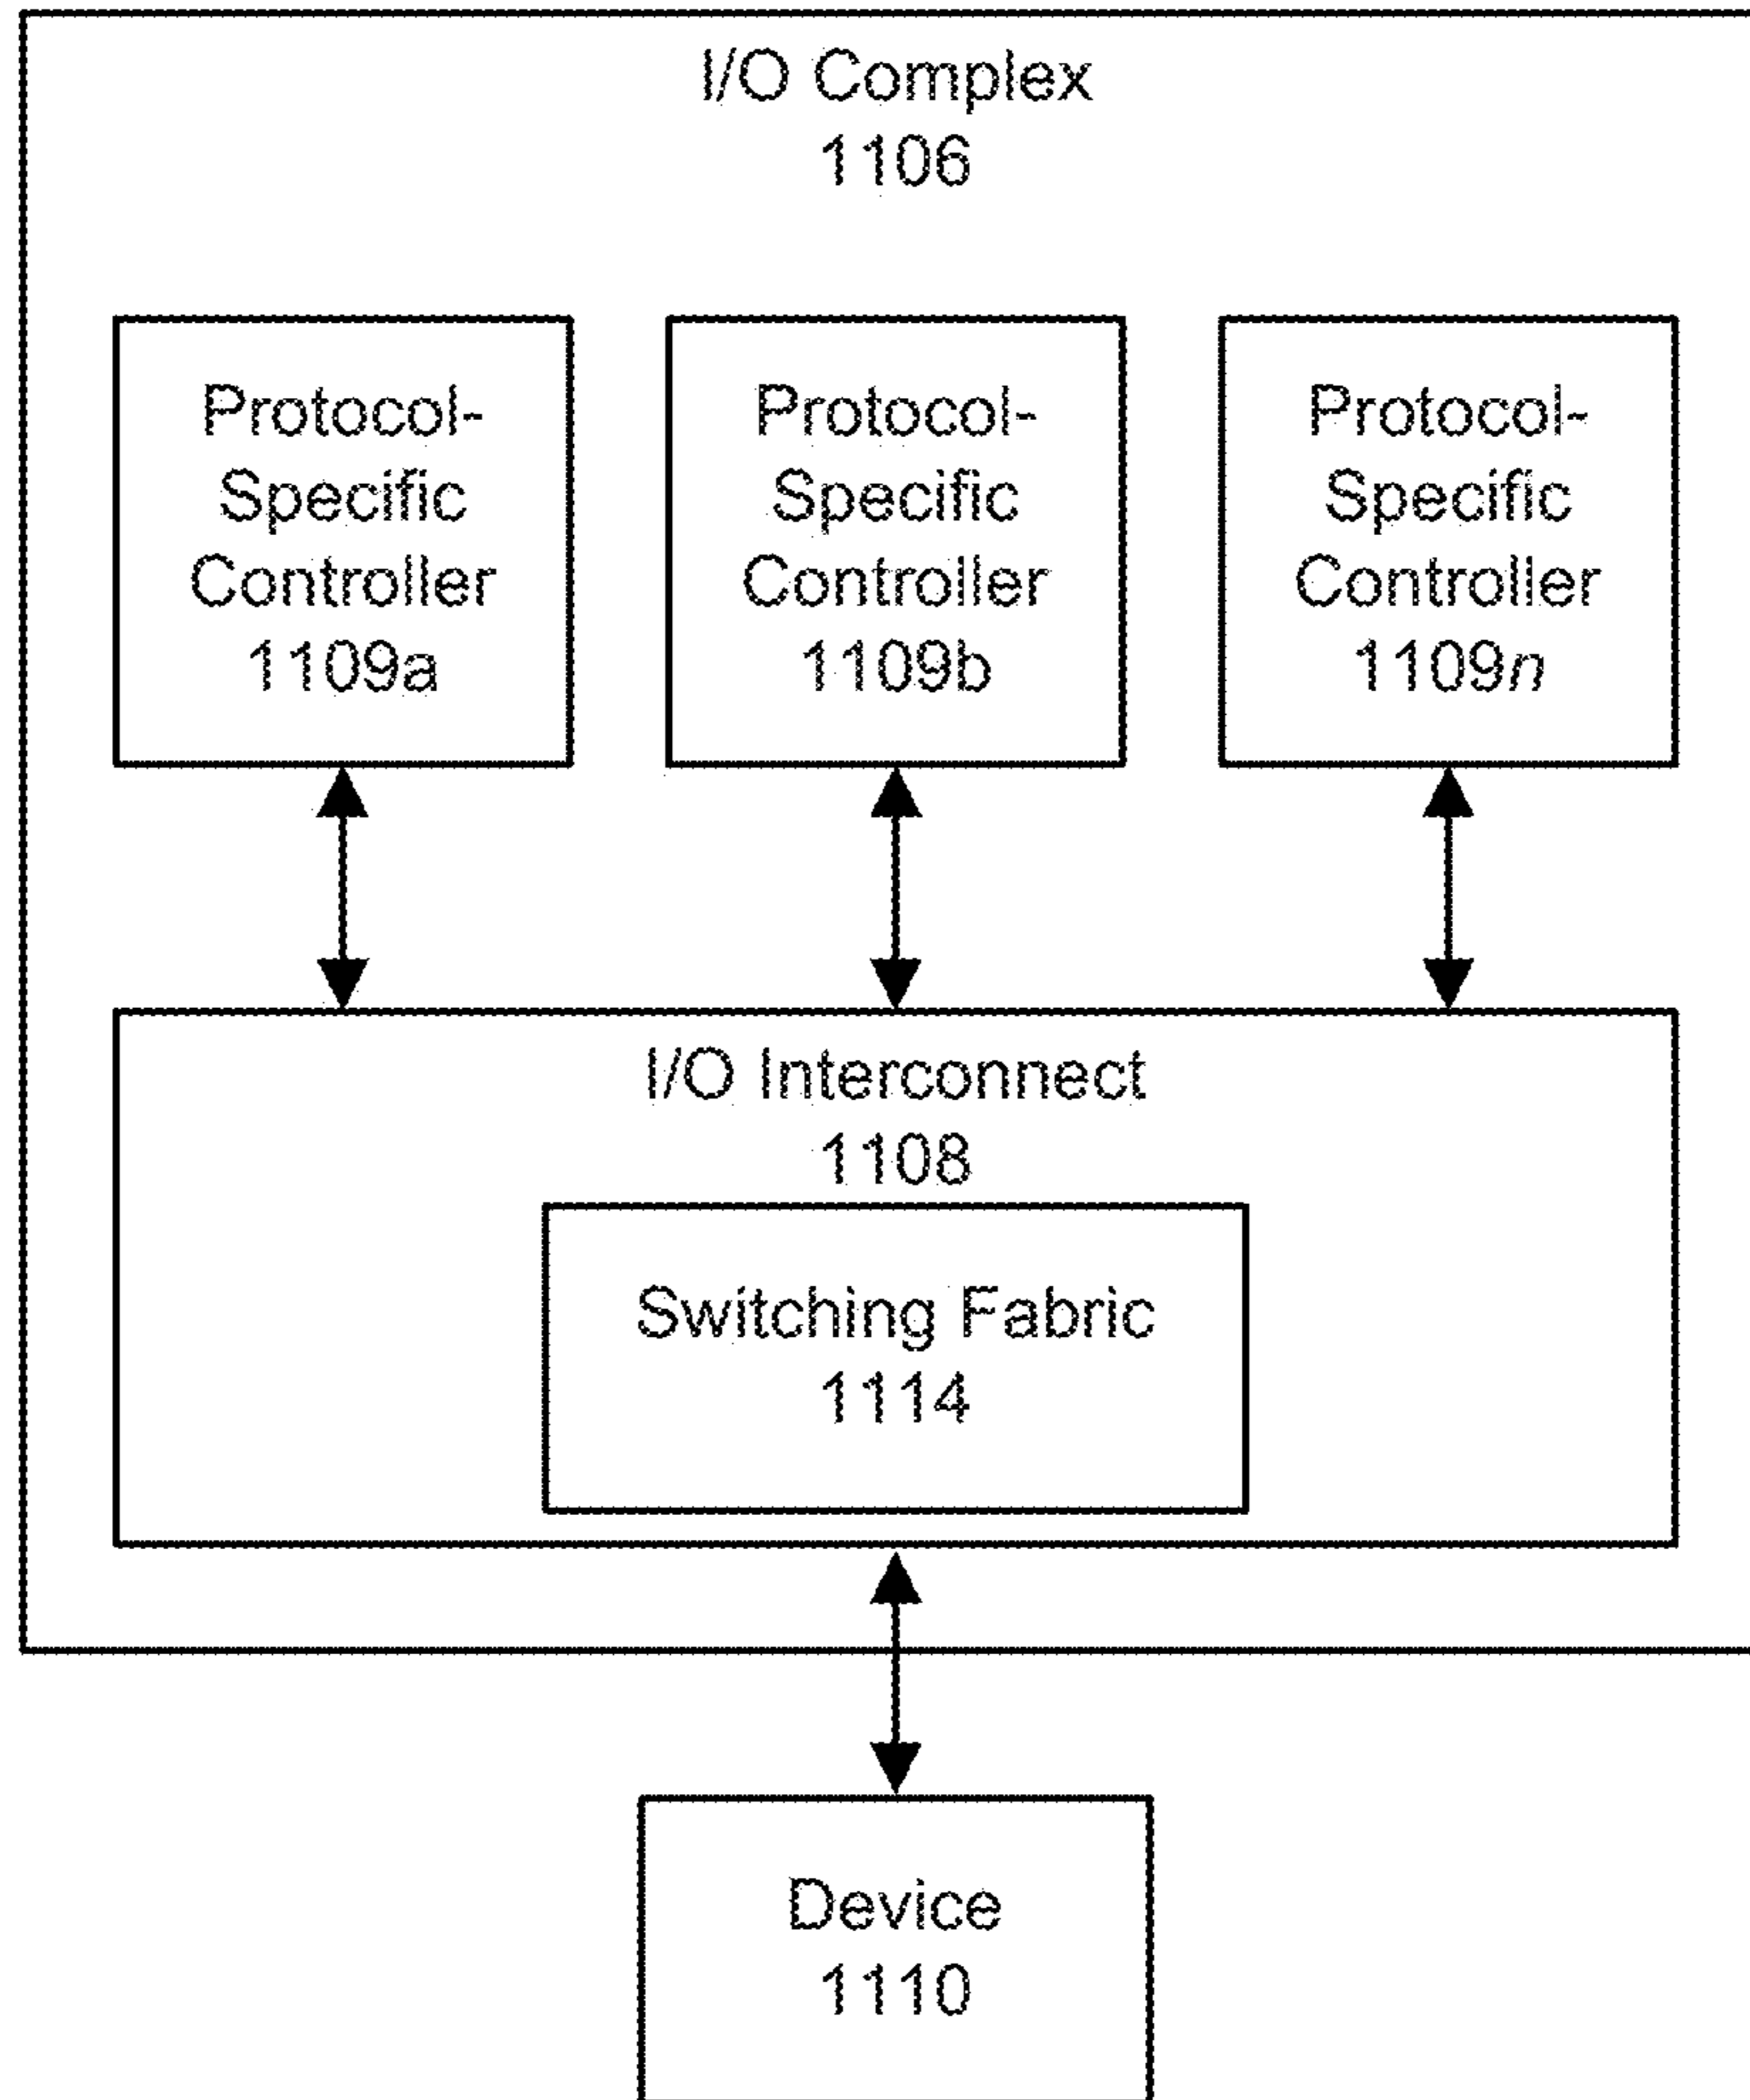 I/O Complex
1106
Protocol-
Specific
Controller
1109a
Protocol-
Specific
Controller
1109b
Protocol-
Specific
Controller
1109n
I/O Interconnect
1108
Switching Fabric
1114
Device
1110